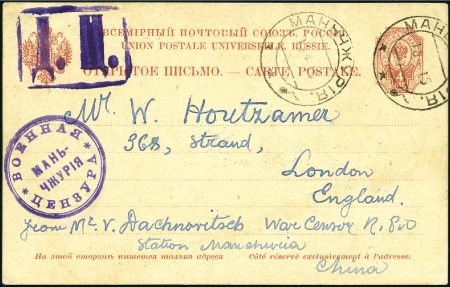 I. П.
ВСЕМІРНЫЙ ПОЧТОВЫЙ СОЮЗЪ. РОССІЯ
UNION POSTALE UNIVERSELLE. RUSSIE.
ОТКРЫТОЕ ПИСЬМО. — CARTE POSTALE.
МАНЬЧЖУРІЯ.
МАНЬЧЖУРІЯ.
Mr. W. Houtzamer
368, Strand,
London
England.
ВОЕННАЯ
МАНЬ-
ЧЖУРІЯ
ЦЕНЗУРА
from Mr. V. Dachnovitsch War Censor R. P.O
Station Manchuria
China
На этой сторонѣ пишется только адресъ
Côté réservé exclusivement à l'adresse.